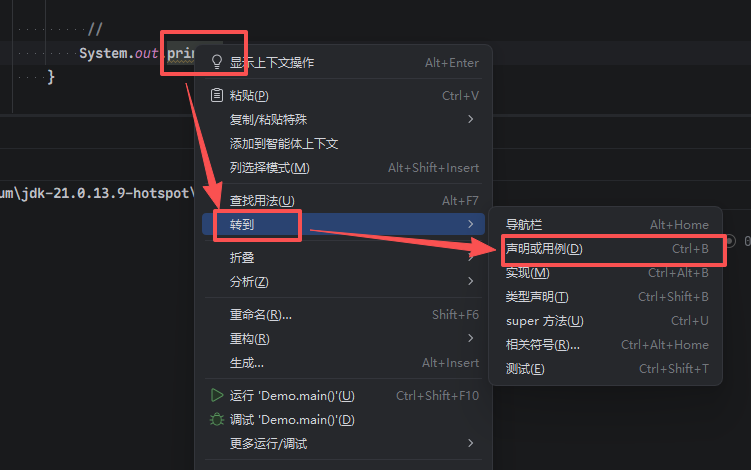 //
System.out.prin
}
显示上下文操作 Alt+Enter
粘贴(P) Ctrl+V
复制/粘贴特殊
添加到智能体上下文
列选择模式(M) Alt+Shift+Insert
um\jdk-21.0.13.9-hotspot\
查找用法(U) Alt+F7
转到
折叠
分析(Z)
重命名(R)... Shift+F6
重构(R)
生成... Alt+Insert
运行 'Demo.main()'(U) Ctrl+Shift+F10
调试 'Demo.main()'(D)
更多运行/调试
导航栏 Alt+Home
声明或用例(D) Ctrl+B
实现(M) Ctrl+Alt+B
类型声明(T) Ctrl+Shift+B
super 方法(U) Ctrl+U
相关符号(R)... Ctrl+Alt+Home
测试(E) Ctrl+Shift+T
0